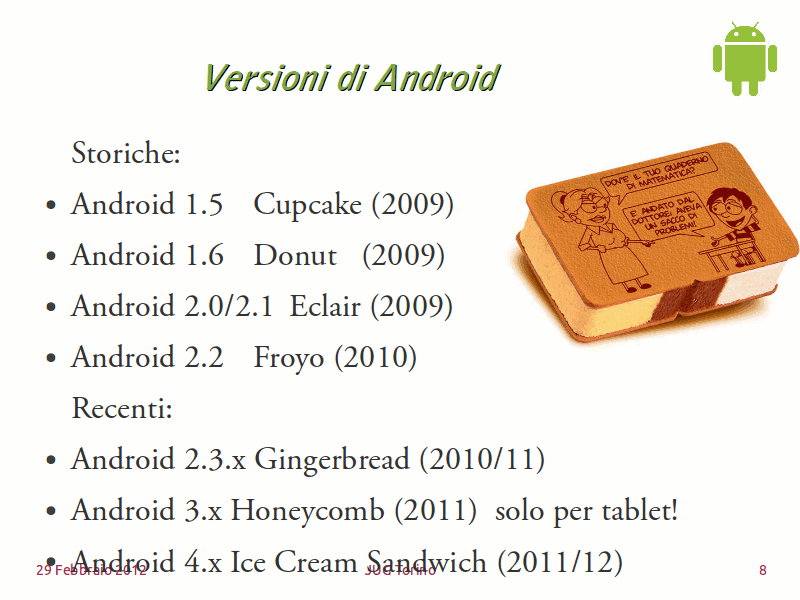 Versioni di Android
Storiche:
• Android 1.5 Cupcake (2009)
• Android 1.6 Donut (2009)
• Android 2.0/2.1 Eclair (2009)
• Android 2.2 Froyo (2010)
Recenti:
• Android 2.3.x Gingerbread (2010/11)
• Android 3.x Honeycomb (2011) solo per tablet!
• Android 4.x Ice Cream Sandwich (2011/12)
DOV'E IL TUO QUADERNO
DI MATEMATICA?
E ANDATO DAL
DOTTORE: AVEVA
UN SACCO DI
PROBLEMI!
29 Febbraio 2012
JUG Torino
8